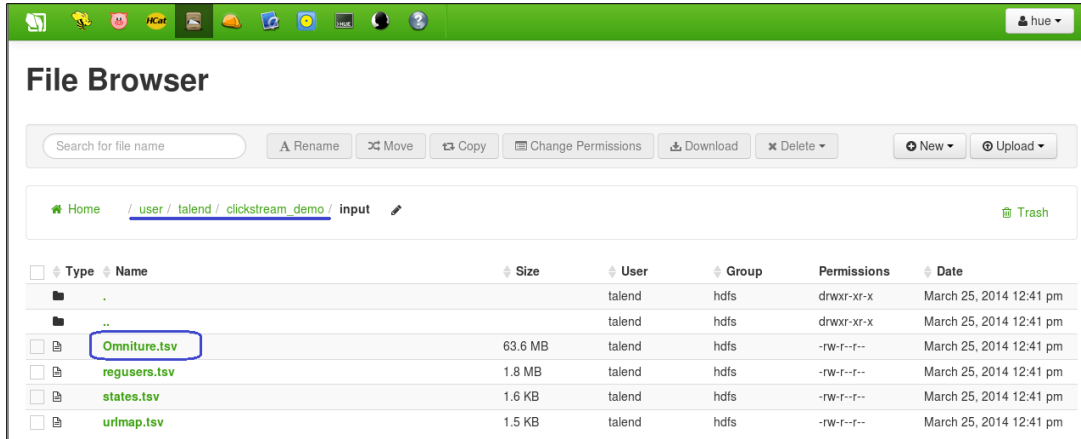 HCat HUE hue
File Browser
Search for file name Rename Move Copy Change Permissions Download Delete New Upload
Home / user / talend / clickstream_demo / input Trash
Type Name Size User Group Permissions Date
. talend hdfs drwxr-xr-x March 25, 2014 12:41 pm
.. talend hdfs drwxr-xr-x March 25, 2014 12:41 pm
Omniture.tsv 63.6 MB talend hdfs -rw-r--r-- March 25, 2014 12:41 pm
regusers.tsv 1.8 MB talend hdfs -rw-r--r-- March 25, 2014 12:41 pm
states.tsv 1.6 KB talend hdfs -rw-r--r-- March 25, 2014 12:41 pm
urlmap.tsv 1.5 KB talend hdfs -rw-r--r-- March 25, 2014 12:41 pm